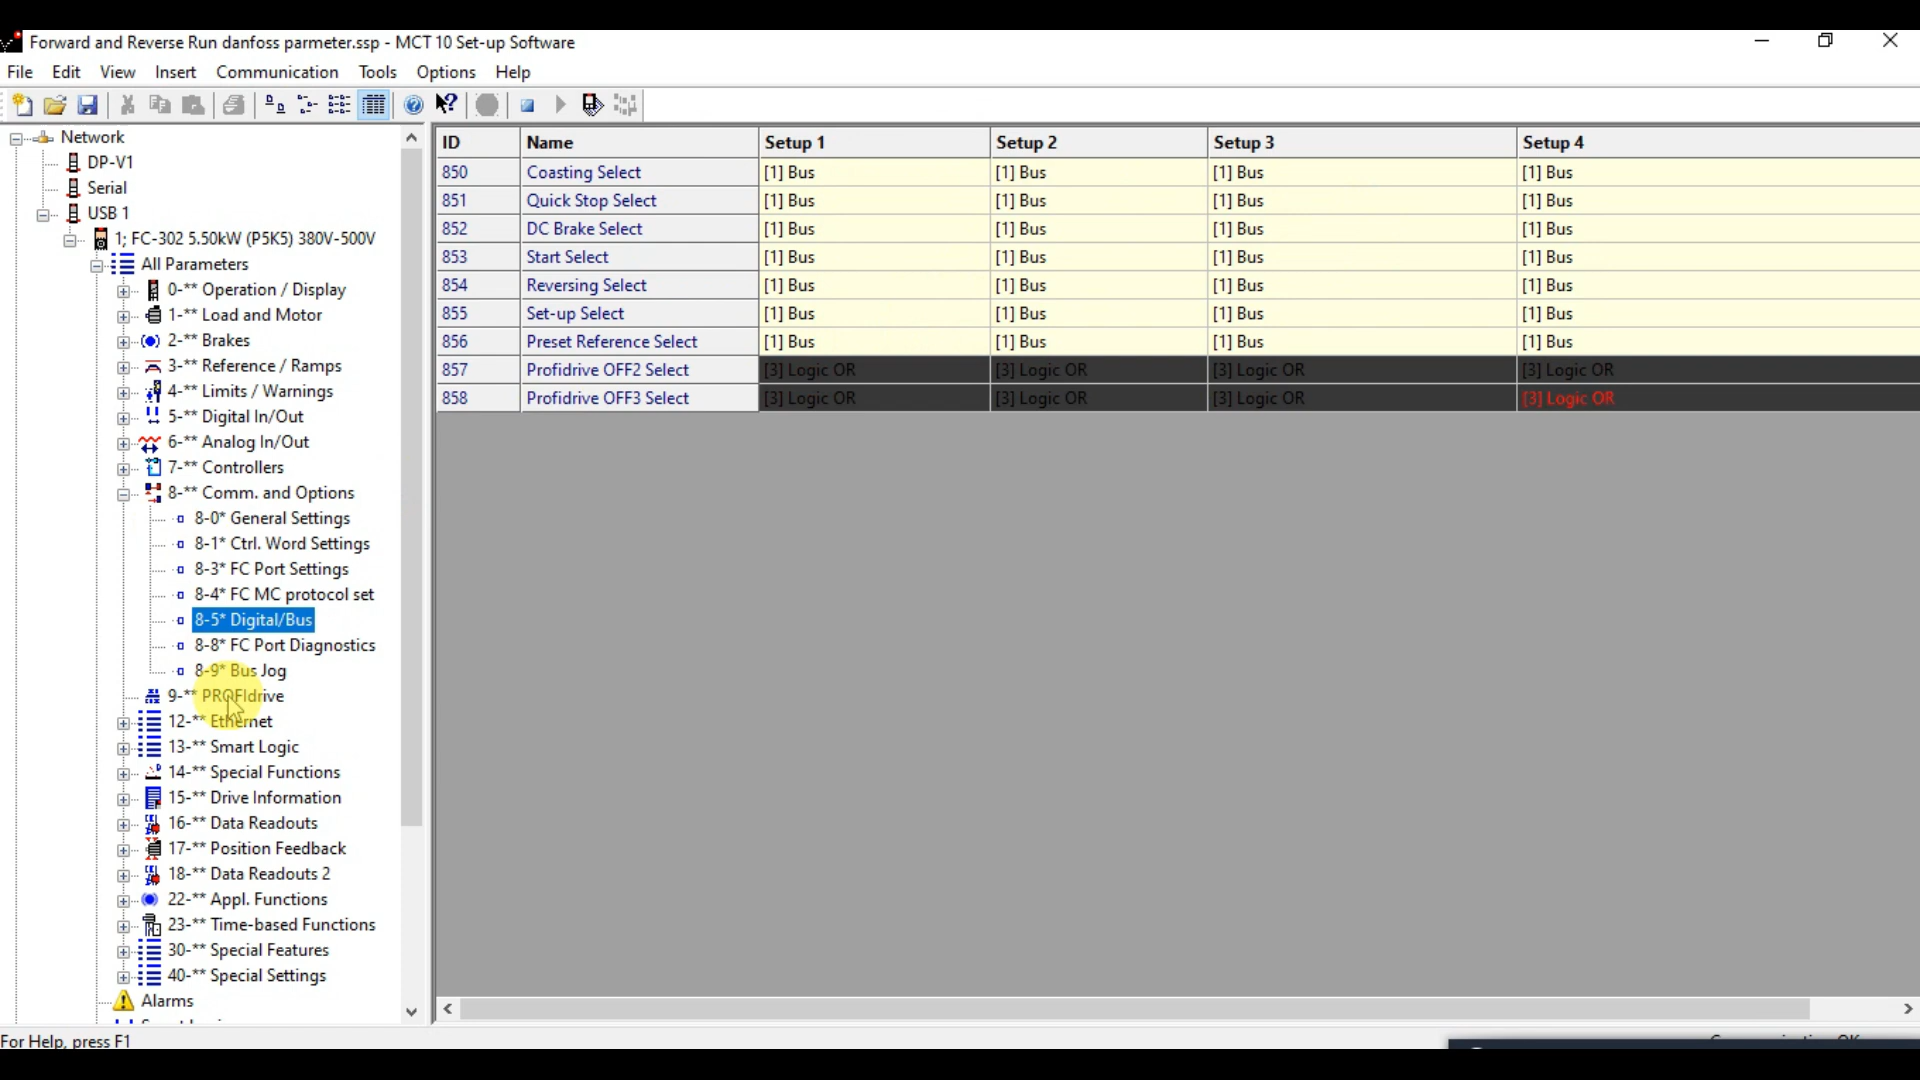 Forward and Reverse Run danfoss parmeter.ssp - MCT 10 Set-up Software
File Edit View Insert Communication Tools Options Help
Network
DP-V1
Serial
USB 1
1; FC-302 5.50kW (P5K5) 380V-500V
All Parameters
0-** Operation / Display
1-** Load and Motor
2-** Brakes
3-** Reference / Ramps
4-** Limits / Warnings
5-** Digital In/Out
6-** Analog In/Out
7-** Controllers
8-** Comm. and Options
8-0* General Settings
8-1* Ctrl. Word Settings
8-3* FC Port Settings
8-4* FC MC protocol set
8-5* Digital/Bus
8-8* FC Port Diagnostics
8-9* Bus Jog
9-** PROFIdrive
12-** Ethernet
13-** Smart Logic
14-** Special Functions
15-** Drive Information
16-** Data Readouts
17-** Position Feedback
18-** Data Readouts 2
22-** Appl. Functions
23-** Time-based Functions
30-** Special Features
40-** Special Settings
Alarms
ID Name Setup 1 Setup 2 Setup 3 Setup 4
850 Coasting Select [1] Bus [1] Bus [1] Bus [1] Bus
851 Quick Stop Select [1] Bus [1] Bus [1] Bus [1] Bus
852 DC Brake Select [1] Bus [1] Bus [1] Bus [1] Bus
853 Start Select [1] Bus [1] Bus [1] Bus [1] Bus
854 Reversing Select [1] Bus [1] Bus [1] Bus [1] Bus
855 Set-up Select [1] Bus [1] Bus [1] Bus [1] Bus
856 Preset Reference Select [1] Bus [1] Bus [1] Bus [1] Bus
857 Profidrive OFF2 Select [3] Logic OR [3] Logic OR [3] Logic OR [3] Logic OR
858 Profidrive OFF3 Select [3] Logic OR [3] Logic OR [3] Logic OR [3] Logic OR
For Help, press F1